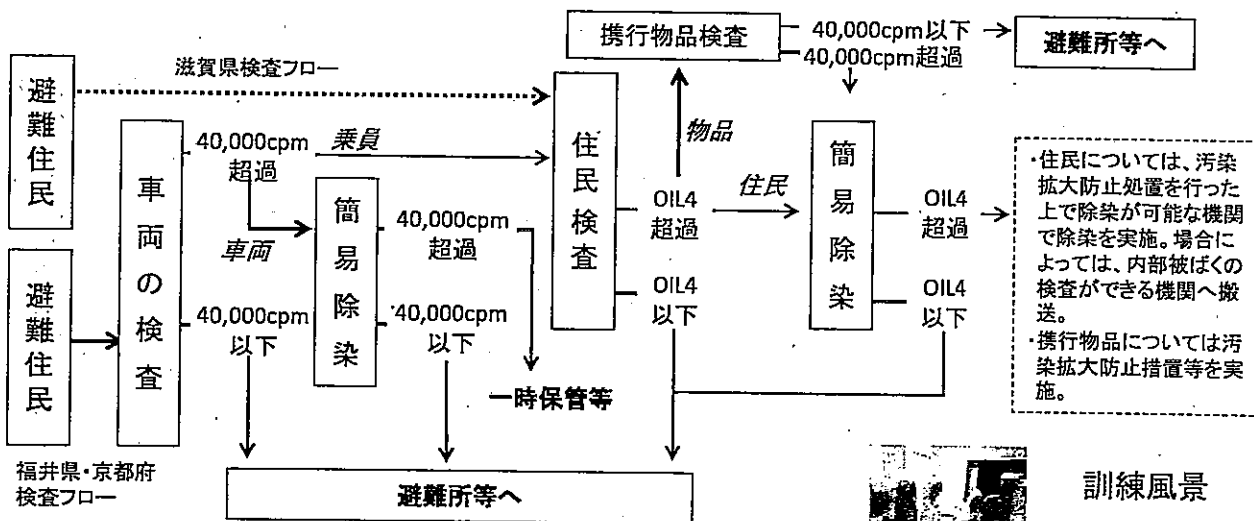 携行物品検査
40,000cpm以下
40,000cpm超過
避難所等へ
滋賀県検査フロー
避難住民
車両の検査
40,000cpm
超過
乗員
車両
簡易除染
40,000cpm
超過
住民検査
物品
OIL4
超過
住民
簡易除染
OIL4
超過
・住民については、汚染
拡大防止処置を行った
上で除染が可能な機関
で除染を実施。場合に
よっては、内部被ばくの
検査ができる機関へ搬
送。
・携行物品については汚
染拡大防止措置等を実
施。
避難住民
40,000cpm
以下
40,000cpm
以下
一時保管等
OIL4
以下
OIL4
以下
福井県・京都府
検査フロー
避難所等へ
訓練風景